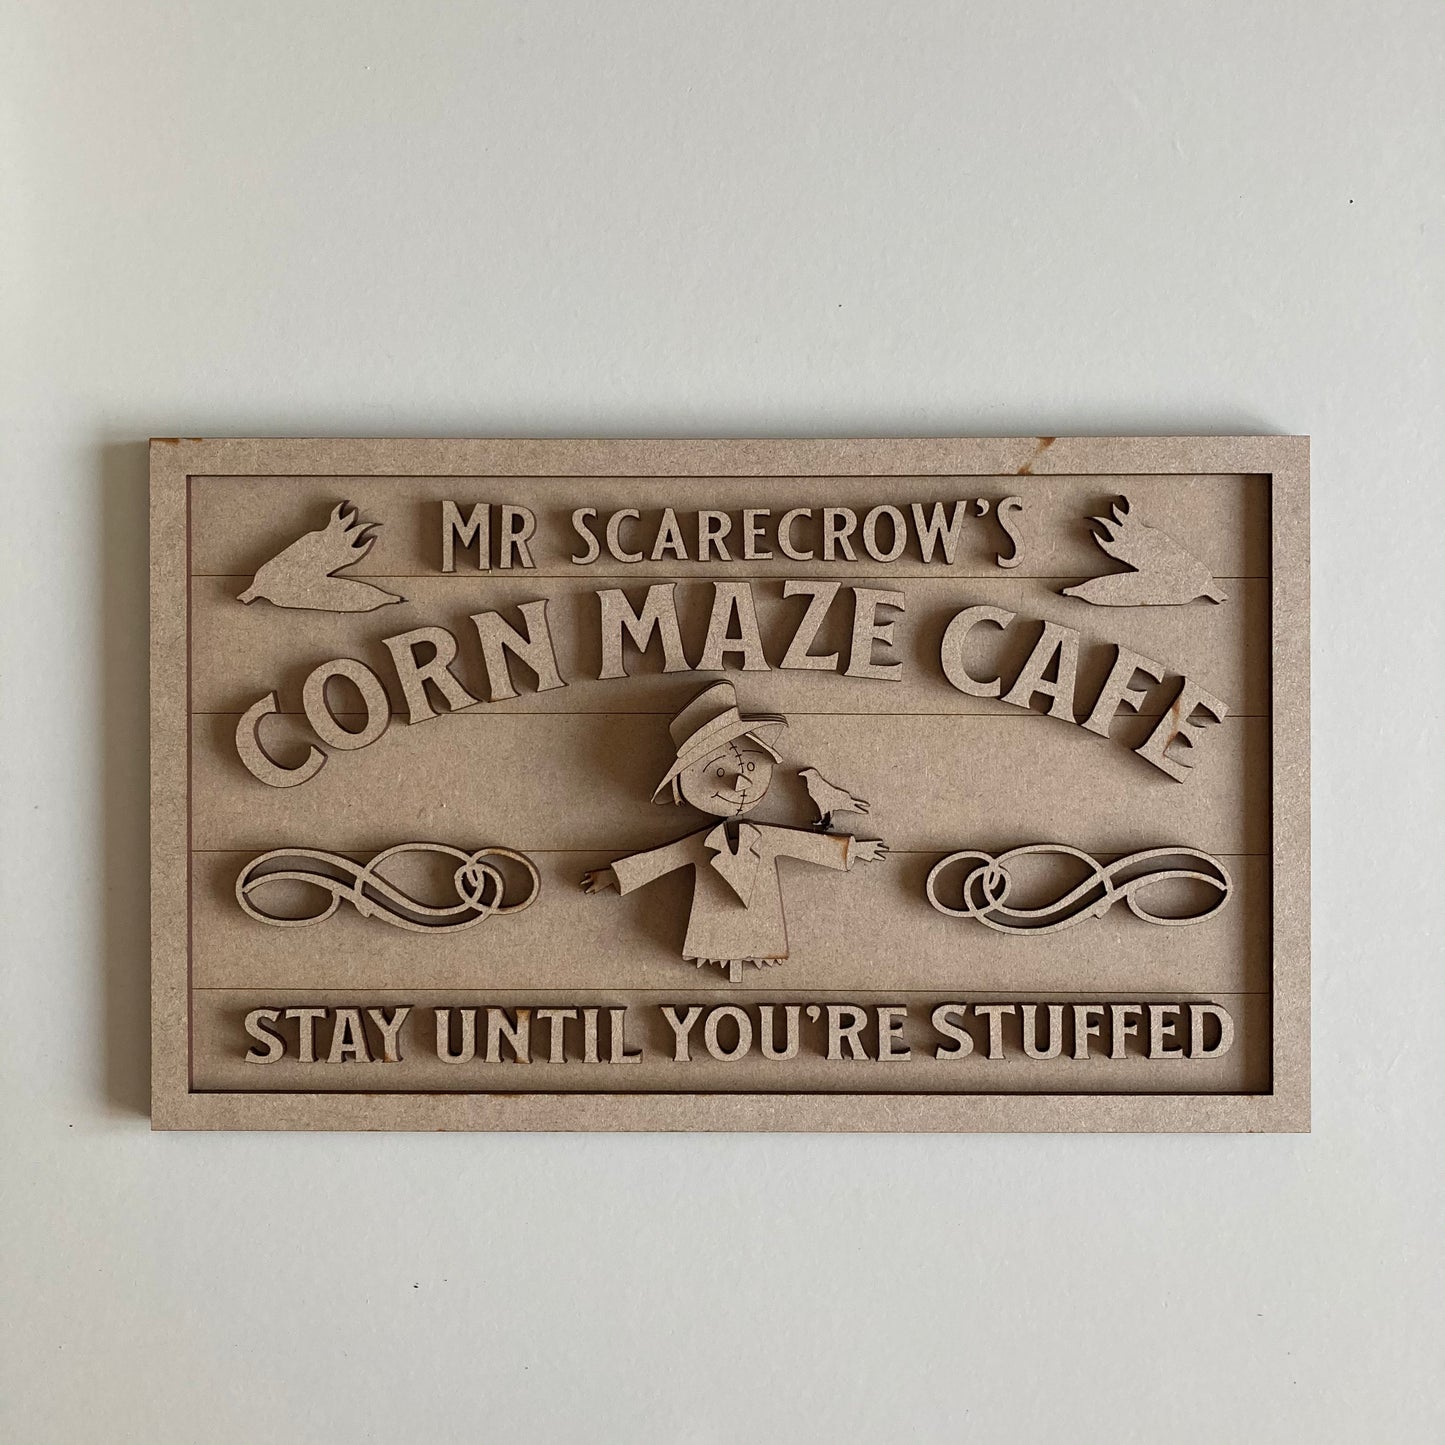 MR SCARECROW'S
CORN MAZE CAFE
STAY UNTIL YOU'RE STUFFED